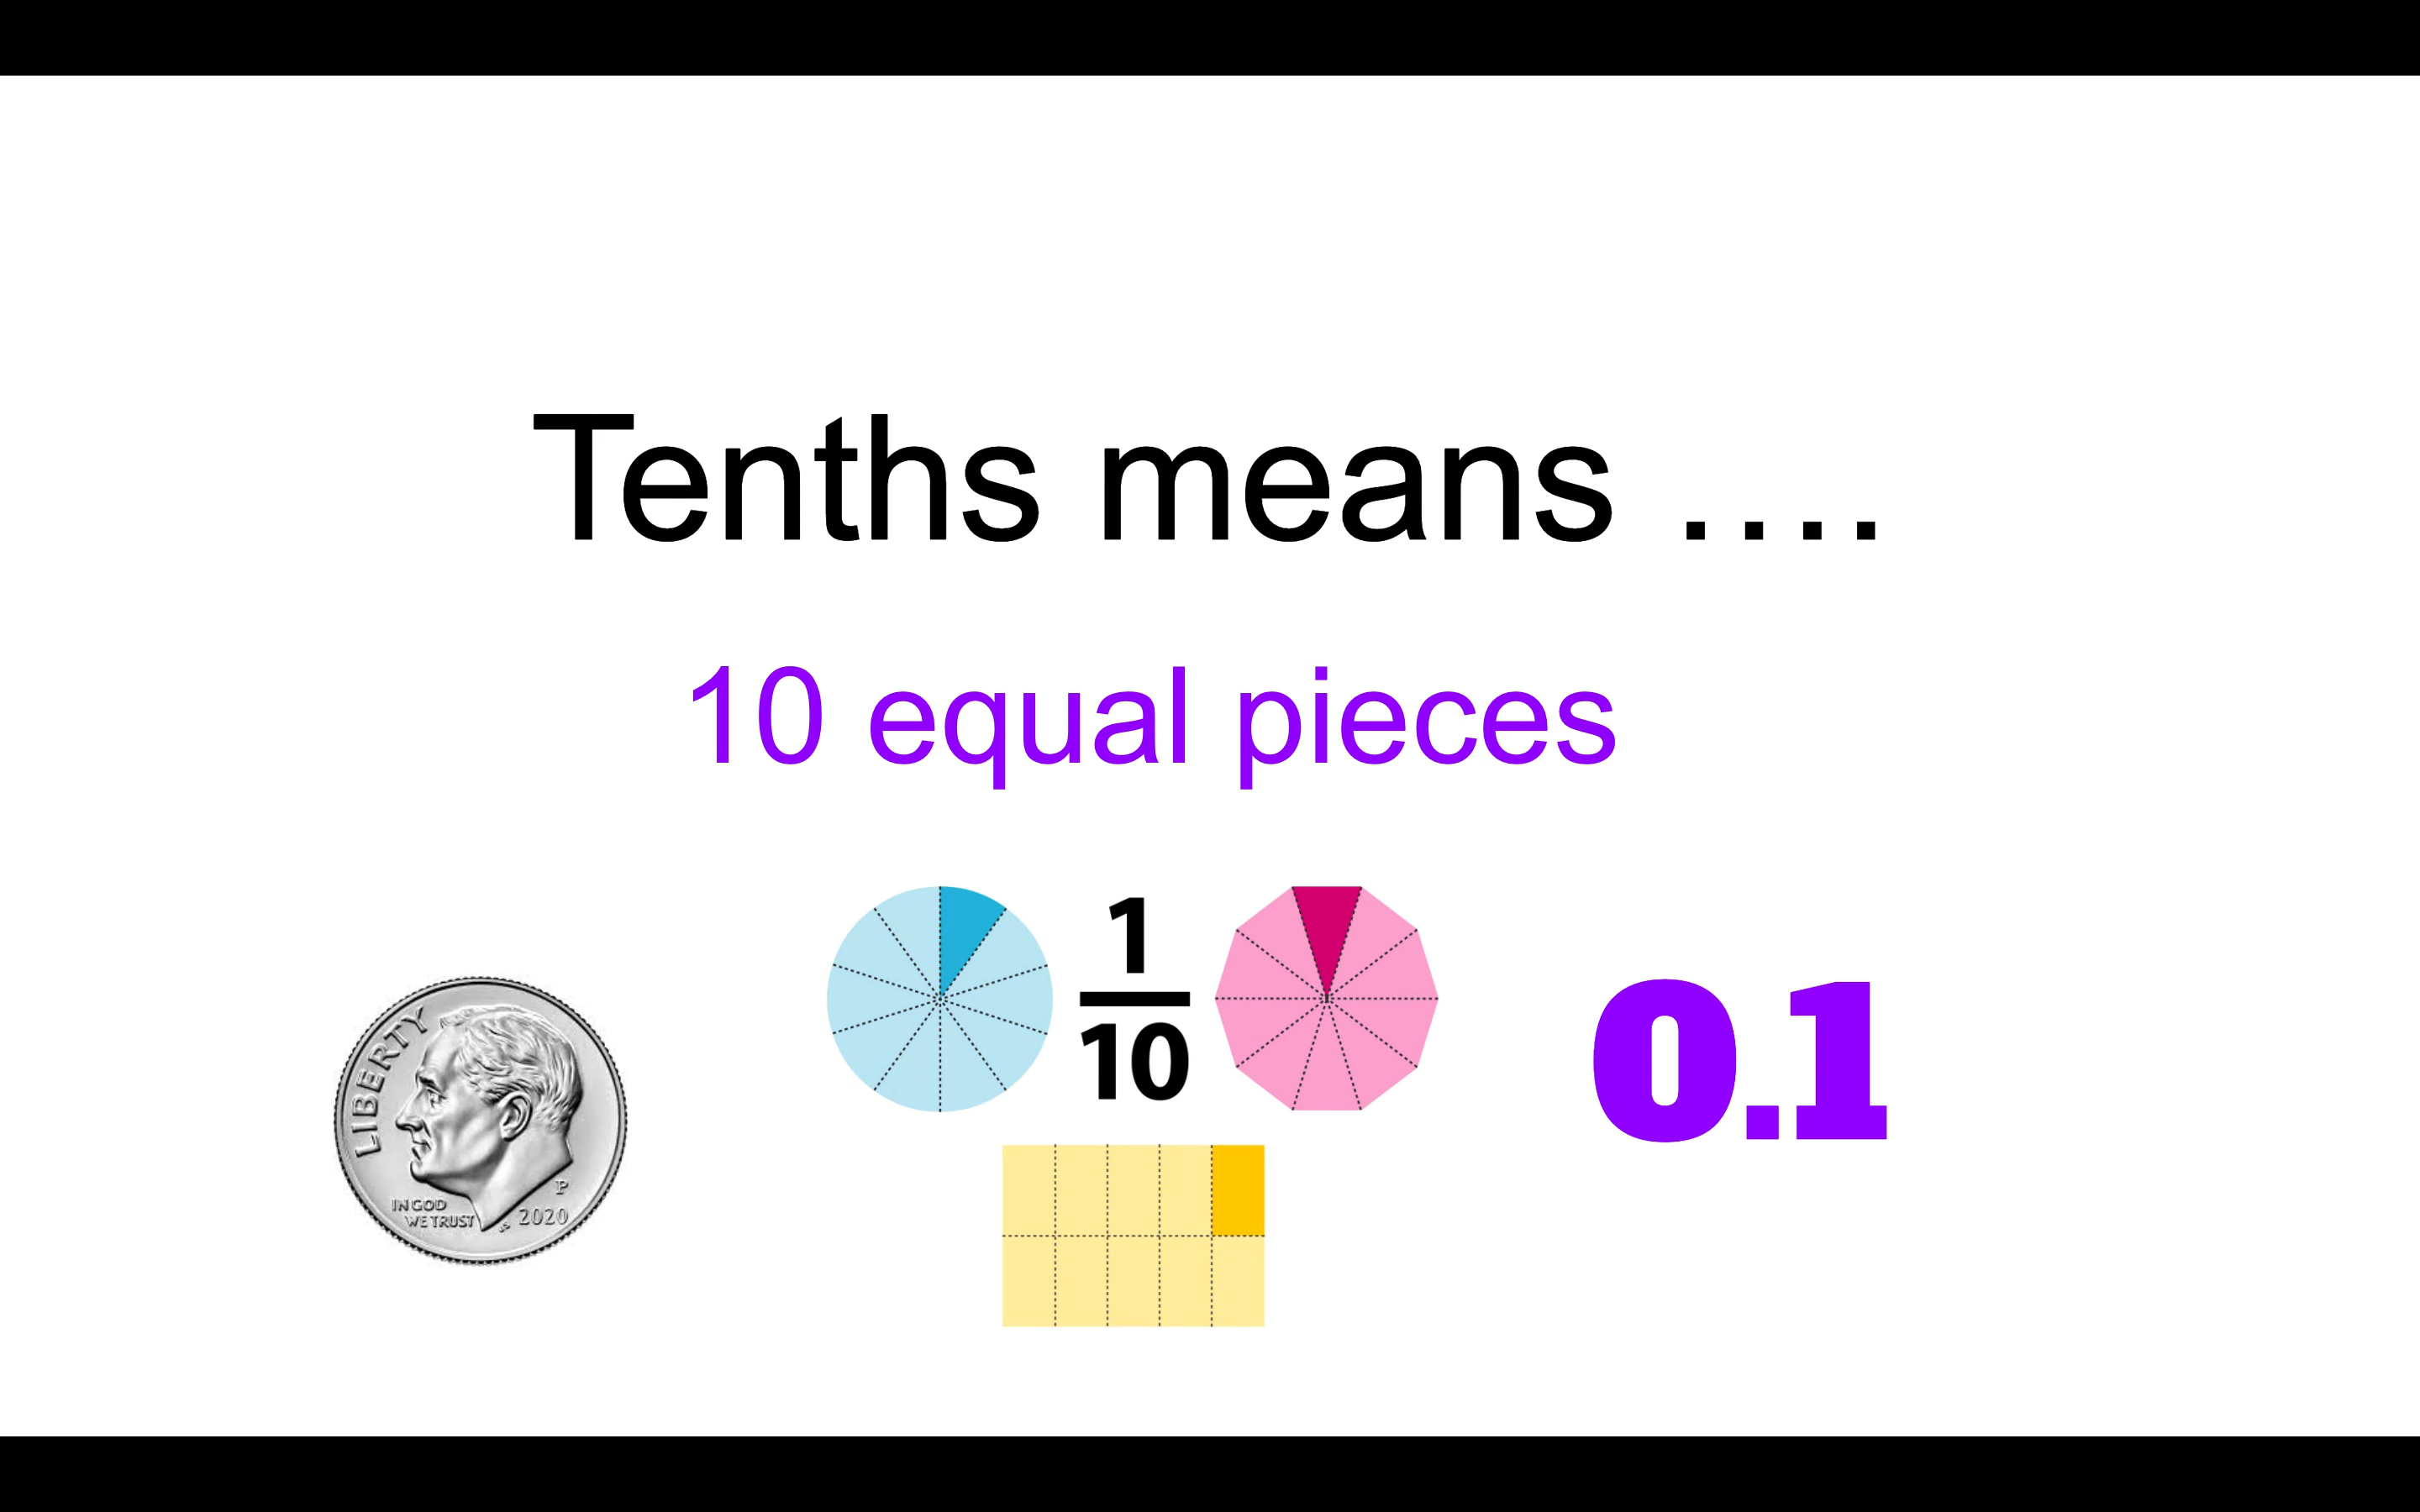 Tenths means ....
10 equal pieces
1
10
0.1
LIBERTY
IN GOD
WE TRUST
P
2020